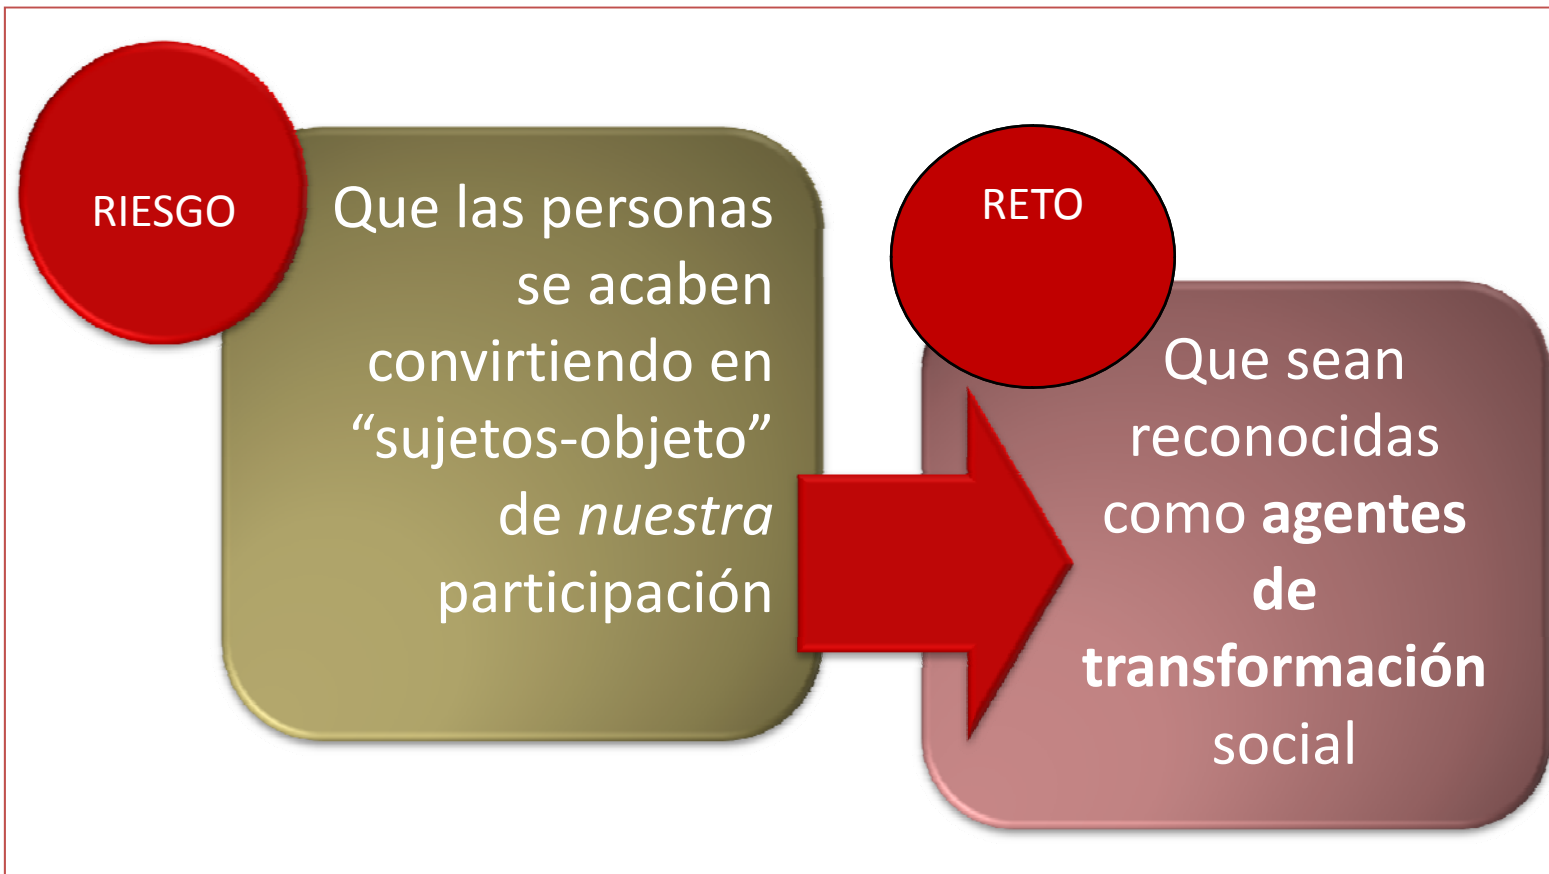 RIESGO
Que las personas
se acaben
convirtiendo en
“sujetos-objeto”
de nuestra
participación
RETO
Que sean
reconocidas
como agentes
de
transformación
social